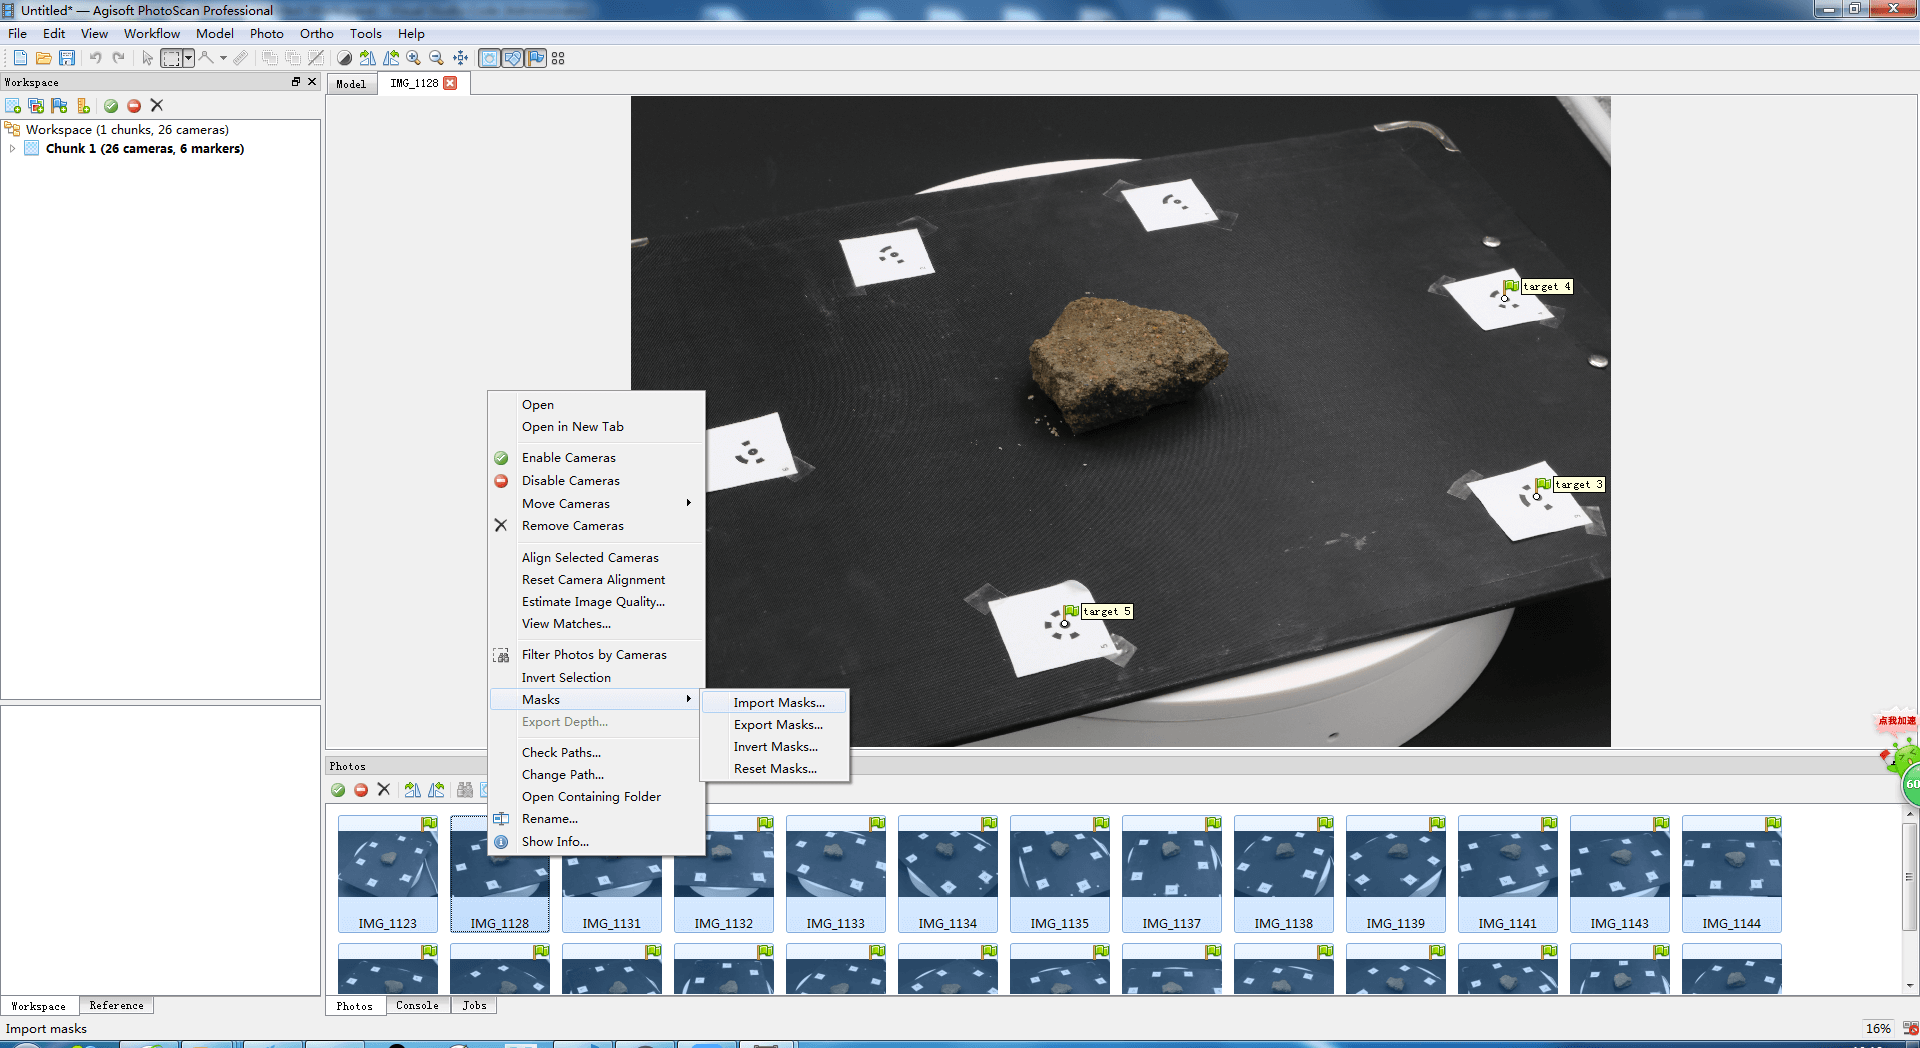 Untitled* — Agisoft PhotoScan Professional
File Edit View Workflow Model Photo Ortho Tools Help
Workspace
Model IMG_1128
Workspace (1 chunks, 26 cameras)
Chunk 1 (26 cameras, 6 markers)
target 4
target 3
target 5
Open
Open in New Tab
Enable Cameras
Disable Cameras
Move Cameras
Remove Cameras
Align Selected Cameras
Reset Camera Alignment
Estimate Image Quality...
View Matches...
Filter Photos by Cameras
Invert Selection
Masks
Export Depth...
Check Paths...
Change Path...
Open Containing Folder
Rename...
Show Info...
Import Masks...
Export Masks...
Invert Masks...
Reset Masks...
点我加速
60
Photos
IMG_1123 IMG_1128 IMG_1131 IMG_1132 IMG_1133 IMG_1134 IMG_1135 IMG_1137 IMG_1138 IMG_1139 IMG_1141 IMG_1143 IMG_1144
Workspace Reference
Photos Console Jobs
Import masks
16%